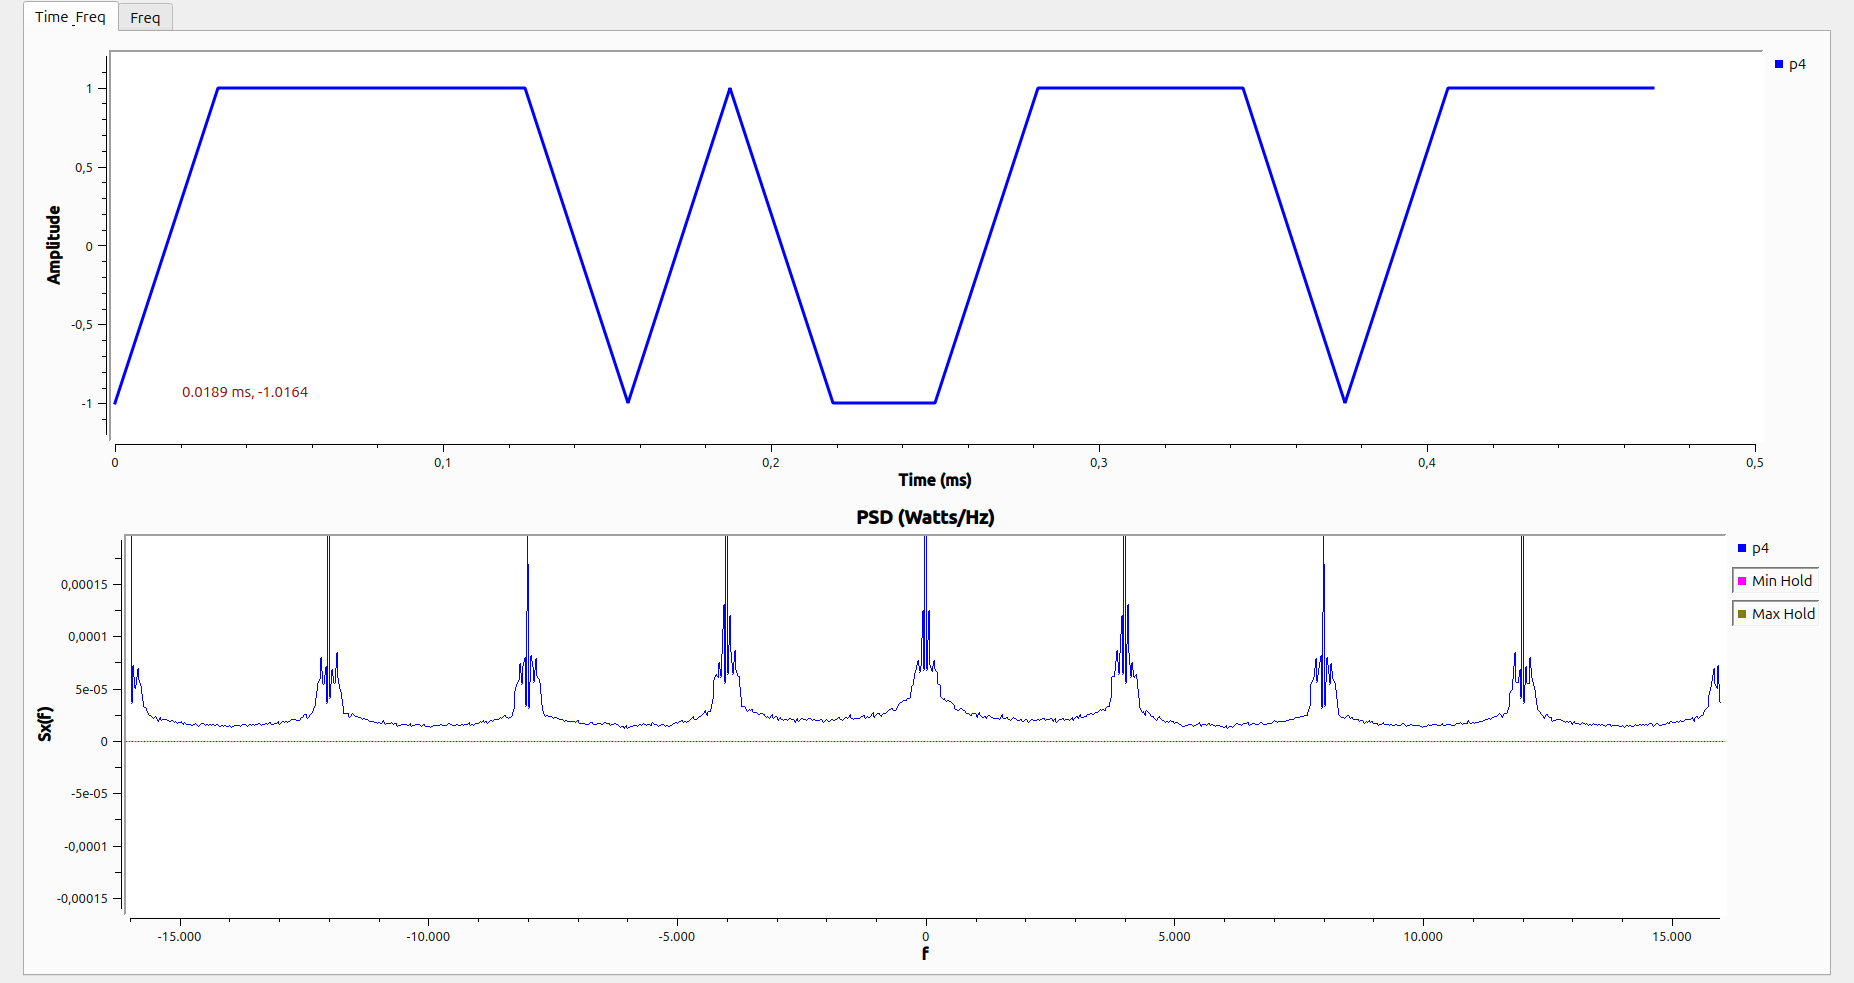 Time_Freq
Freq
p4
1
0,5
0
-0,5
-1
Amplitude
0.0189 ms, -1.0164
0
0,1
0,2
0,3
0,4
0,5
Time (ms)
PSD (Watts/Hz)
p4
Min Hold
Max Hold
0,00015
0,0001
5e-05
0
-5e-05
-0,0001
-0,00015
Sx(f)
-15.000
-10.000
-5.000
0
5.000
10.000
15.000
f